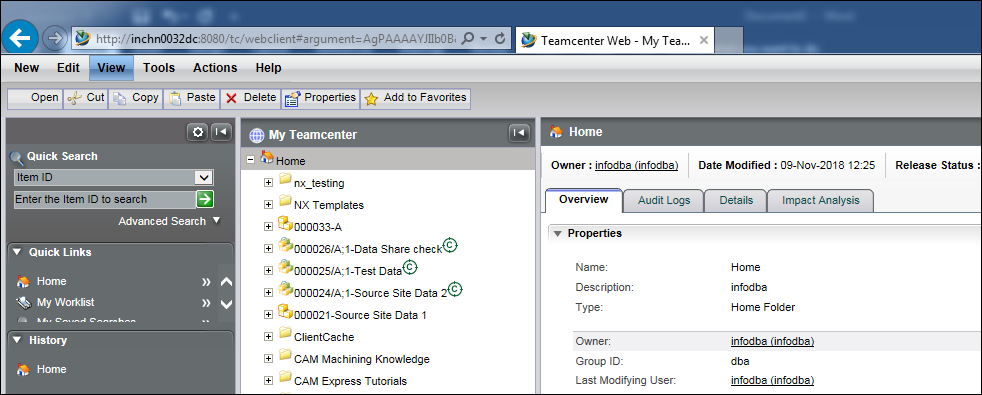 http://inchn0032dc:8080/tc/webclient#argument=AgPAAAAYJIIb0B
Teamcenter Web - My Tea...
New Edit View Tools Actions Help
Open Cut Copy Paste Delete Properties Add to Favorites
Quick Search
Item ID
Enter the Item ID to search
Advanced Search
Quick Links
Home
My Worklist
My Saved Searches
History
Home
My Teamcenter
Home
nx_testing
NX Templates
000033-A
000026/A;1-Data Share check
000025/A;1-Test Data
000024/A;1-Source Site Data 2
000021-Source Site Data 1
ClientCache
CAM Machining Knowledge
CAM Express Tutorials
Home
Owner : infodba (infodba) Date Modified : 09-Nov-2018 12:25 Release Status :
Overview Audit Logs Details Impact Analysis
Properties
Name: Home
Description: infodba
Type: Home Folder
Owner: infodba (infodba)
Group ID: dba
Last Modifying User: infodba (infodba)